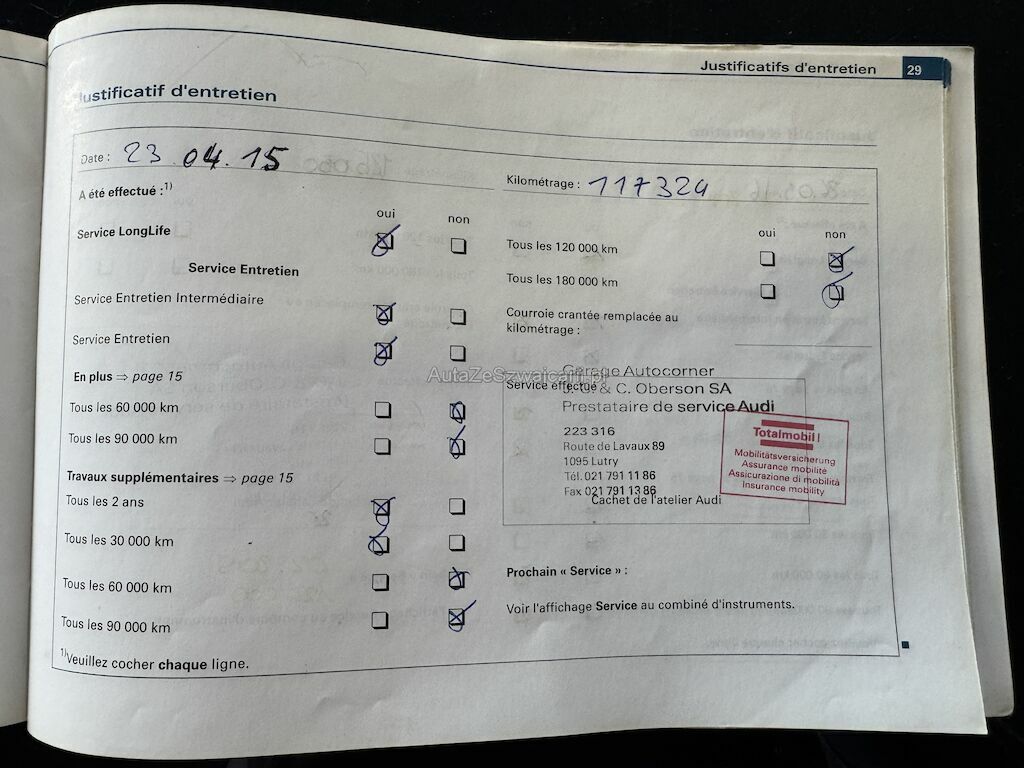 Justificatifs d'entretien 29
Justificatif d'entretien
Date : 23.04.15
Kilométrage : 117324
A été effectué :1)
oui non
Service LongLife
Service Entretien
Service Entretien Intermédiaire
Service Entretien
En plus ⇒ page 15
Tous les 60 000 km
Tous les 90 000 km
Travaux supplémentaires ⇒ page 15
Tous les 2 ans
Tous les 30 000 km
Tous les 60 000 km
Tous les 90 000 km
1)Veuillez cocher chaque ligne.
oui non
Tous les 120 000 km
Tous les 180 000 km
Courroie crantée remplacée au
kilométrage :
AutaZeSzwajcarii.pl
Garage Autocorner
Service effectué
J.-C. & C. Oberson SA
Prestataire de service Audi
223 316
Route de Lavaux 89
1095 Lutry
Tél. 021 791 11 86
Fax 021 791 13 86
Cachet de l'atelier Audi
Totalmobil!
Mobilitätsversicherung
Assurance mobilité
Assicurazione di mobilità
Insurance mobility
Prochain « Service » :
Voir l'affichage Service au combiné d'instruments.